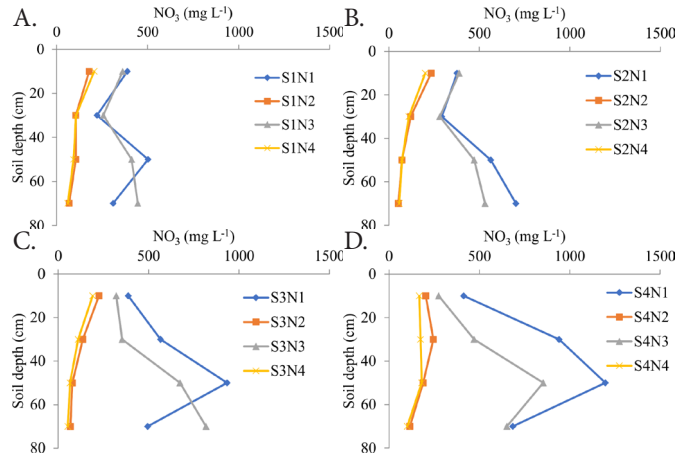 A.
NO3 (mg L-1)
0 500 1000 1500
0
20
40
60
80
Soil depth (cm)
S1N1
S1N2
S1N3
S1N4
B.
NO3 (mg L-1)
0 500 1000 1500
0
20
40
60
80
Soil depth (cm)
S2N1
S2N2
S2N3
S2N4
C.
NO3 (mg L-1)
0 500 1000 1500
0
20
40
60
80
Soil depth (cm)
S3N1
S3N2
S3N3
S3N4
D.
NO3 (mg L-1)
0 500 1000 1500
0
20
40
60
80
Soil depth (cm)
S4N1
S4N2
S4N3
S4N4